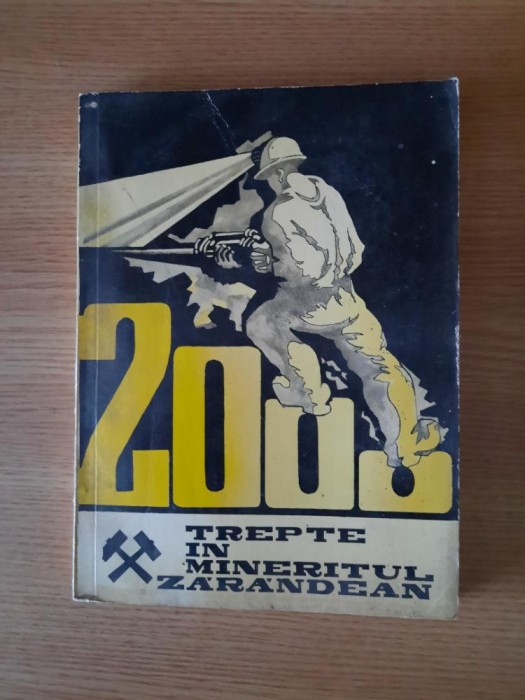 2000
TREPTE
IN
MINERITUL
ZARANDEAN